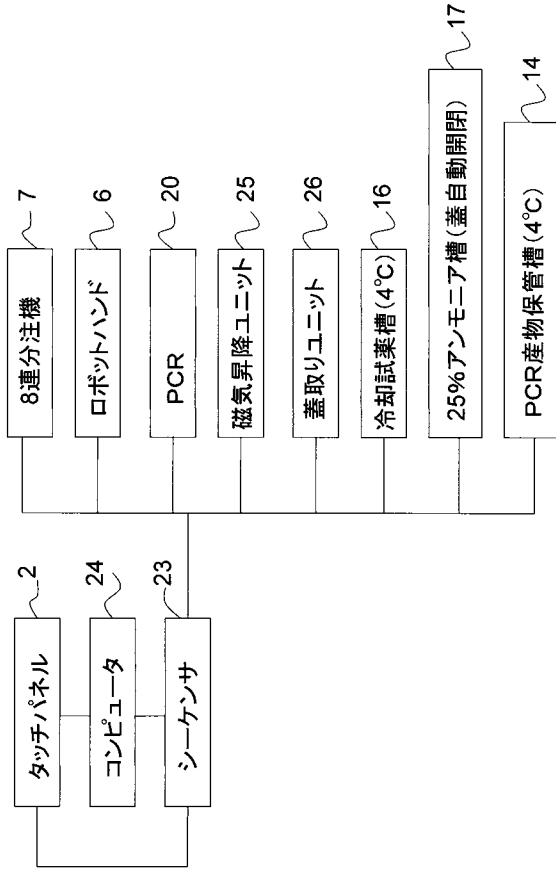 タッチパネル
2
コンピュータ
24
シーケンサ
23
8連分注機
7
ロボットハンド
6
PCR
20
磁気昇降ユニット
25
蓋取りユニット
26
冷却試薬槽(4℃)
16
25%アンモニア槽(蓋自動開閉)
17
PCR産物保管槽(4℃)
14